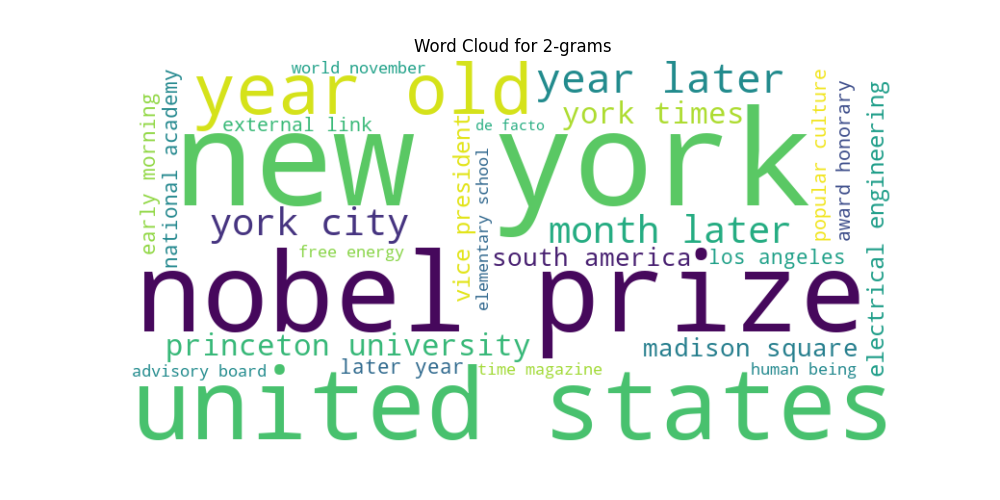 Word Cloud for 2-grams
world november
year old
year later
york times
external link
de facto
new york
early morning
national academy
vice president
elementary school
popular culture
award honorary
electrical engineering
york city
month later
free energy
south america
los angeles
nobel prize
princeton university
madison square
advisory board
later year
time magazine
human being
united states